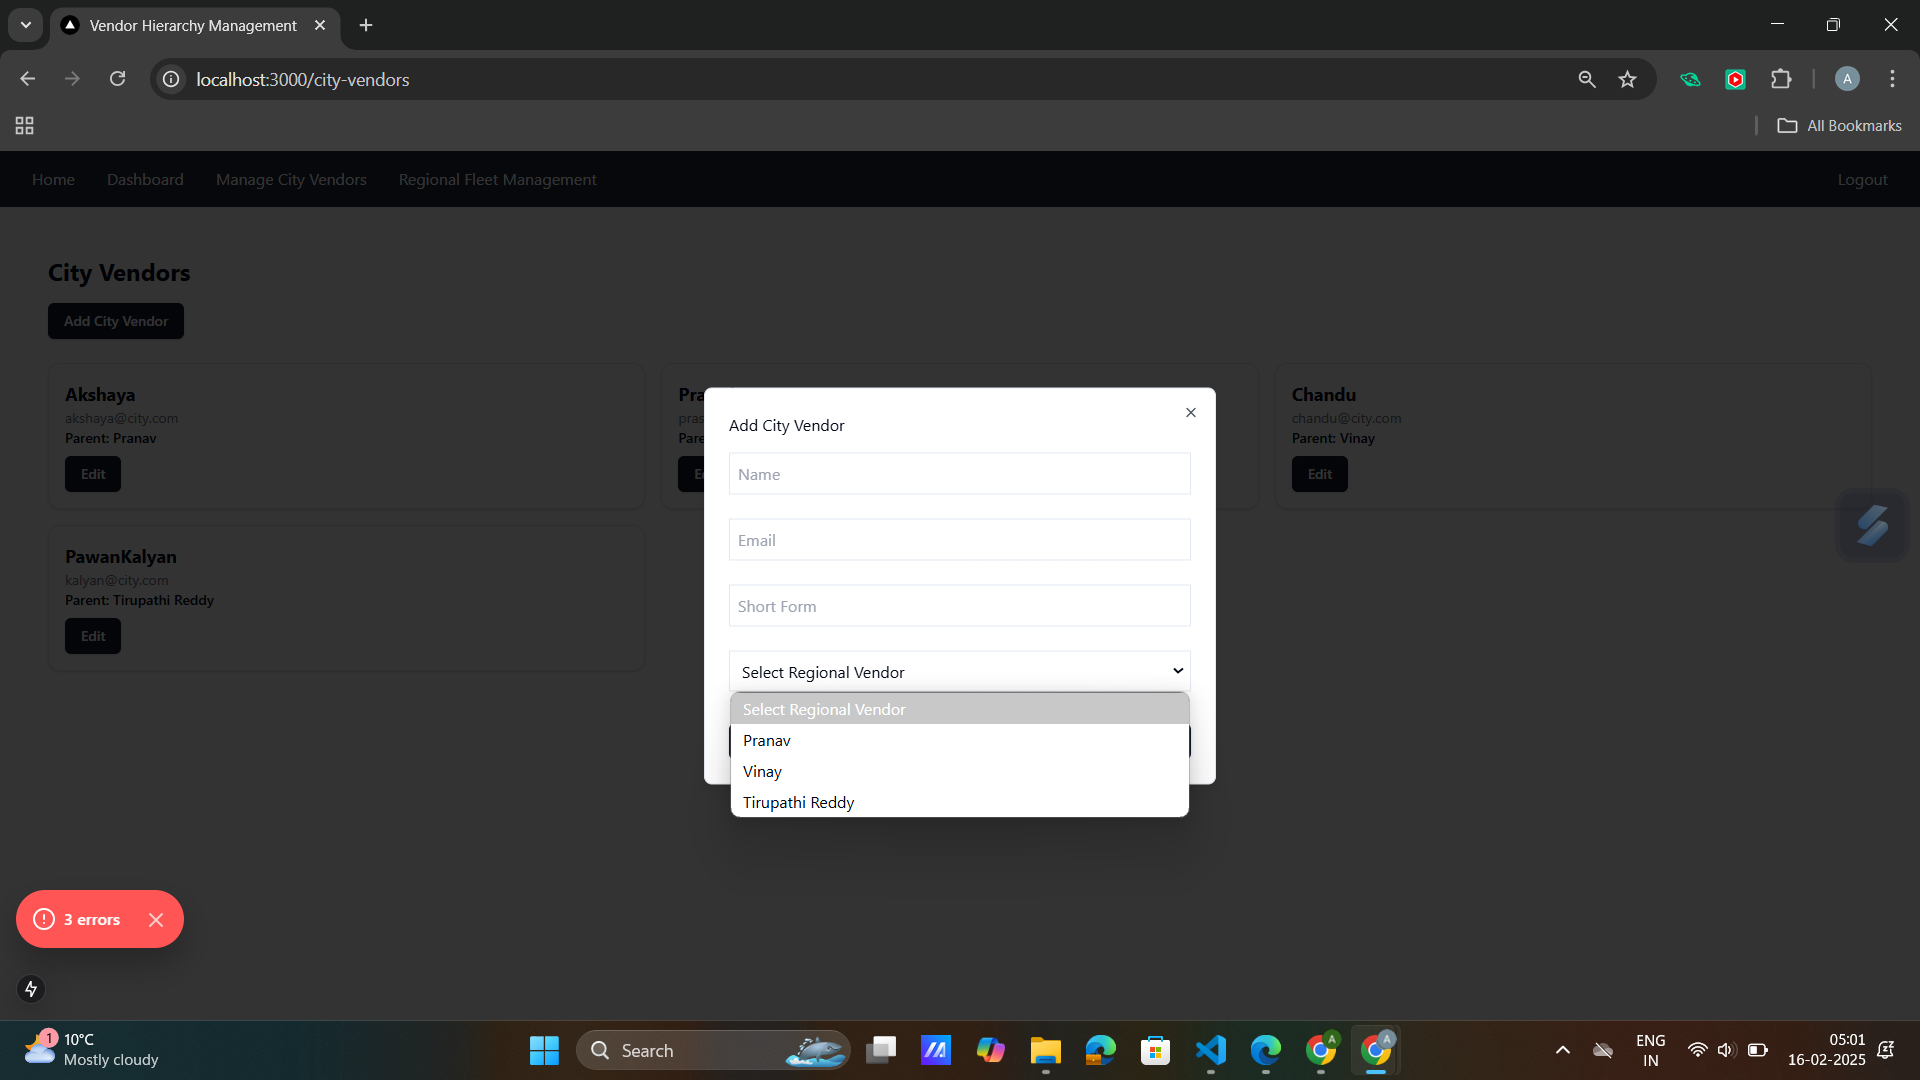 Vendor Hierarchy Management
localhost:3000/city-vendors
A
All Bookmarks
Home
Dashboard
Manage City Vendors
Regional Fleet Management
Logout
City Vendors
Add City Vendor
Akshaya
akshaya@city.com
Parent: Pranav
Edit
Chandu
chandu@city.com
Parent: Vinay
Edit
PawanKalyan
kalyan@city.com
Parent: Tirupathi Reddy
Edit
Add City Vendor
Name
Email
Short Form
Select Regional Vendor
Select Regional Vendor
Pranav
Vinay
Tirupathi Reddy
3 errors
1
10°C
Mostly cloudy
Search
A
A
ENG
IN
05:01
16-02-2025